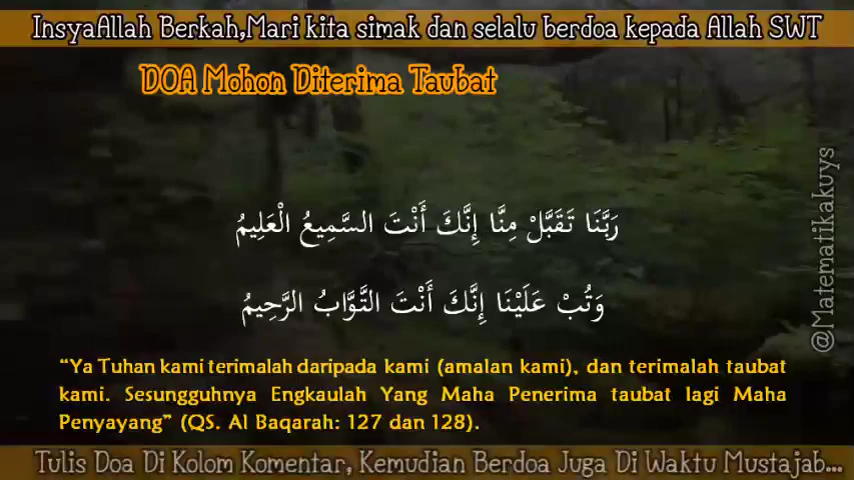 InsyaAllah Berkah,Mari kita simak dan selalu berdoa kepada Allah SWT
DOA Mohon Diterima Taubat
رَبَّنَا تَقَبَّلْ مِنَّا إِنَّكَ أَنْتَ السَّمِيعُ الْعَلِيمُ
وَتُبْ عَلَيْنَا إِنَّكَ أَنْتَ التَّوَّابُ الرَّحِيمُ
“Ya Tuhan kami terimalah daripada kami (amalan kami), dan terimalah taubat
kami. Sesungguhnya Engkaulah Yang Maha Penerima taubat lagi Maha
Penyayang” (QS. Al Baqarah: 127 dan 128).
@Matematikakuys
Tulis Doa Di Kolom Komentar, Kemudian Berdoa Juga Di Waktu Mustajab...